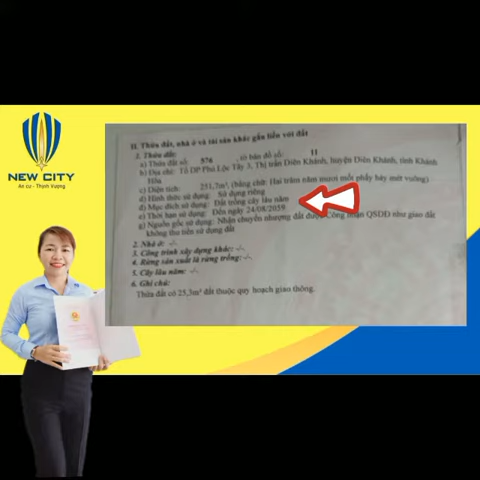 NEW CITY
An cư - Thịnh Vượng
II. Thửa đất, nhà ở và tài sản khác gắn liền với đất
1. Thửa đất:
a) Thửa đất số: 576 , tờ bản đồ số: 11
b) Địa chỉ: Tổ DP Phú Lộc Tây 3, Thị trấn Diên Khánh, huyện Diên Khánh, tỉnh Khánh
Hòa
c) Diện tích: 251,7m², (bằng chữ: Hai trăm năm mươi mốt phẩy bảy mét vuông)
d) Hình thức sử dụng: Sử dụng riêng
đ) Mục đích sử dụng: Đất trồng cây lâu năm
e) Thời hạn sử dụng: Đến ngày 24/08/2059
g) Nguồn gốc sử dụng: Nhận chuyển nhượng đất được Công nhận QSDĐ như giao đất
không thu tiền sử dụng đất
2. Nhà ở: -/-.
3. Công trình xây dựng khác: -/-.
4. Rừng sản xuất là rừng trồng: -/-.
5. Cây lâu năm: -/-.
6. Ghi chú:
Thửa đất có 25,3m² đất thuộc quy hoạch giao thông.